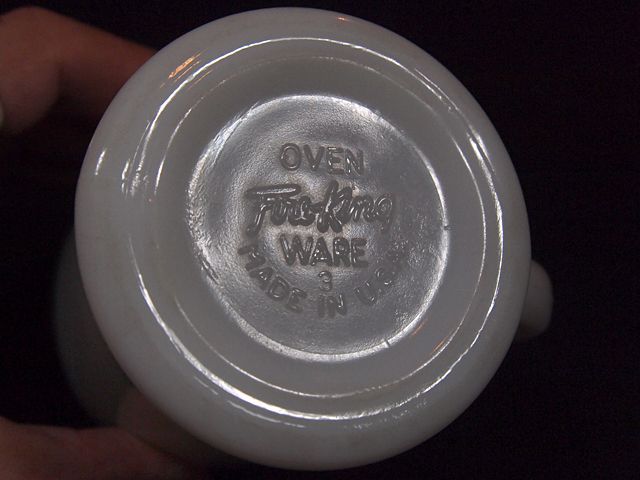 OVEN
Fire-King
WARE
3
MADE IN U.S.A.